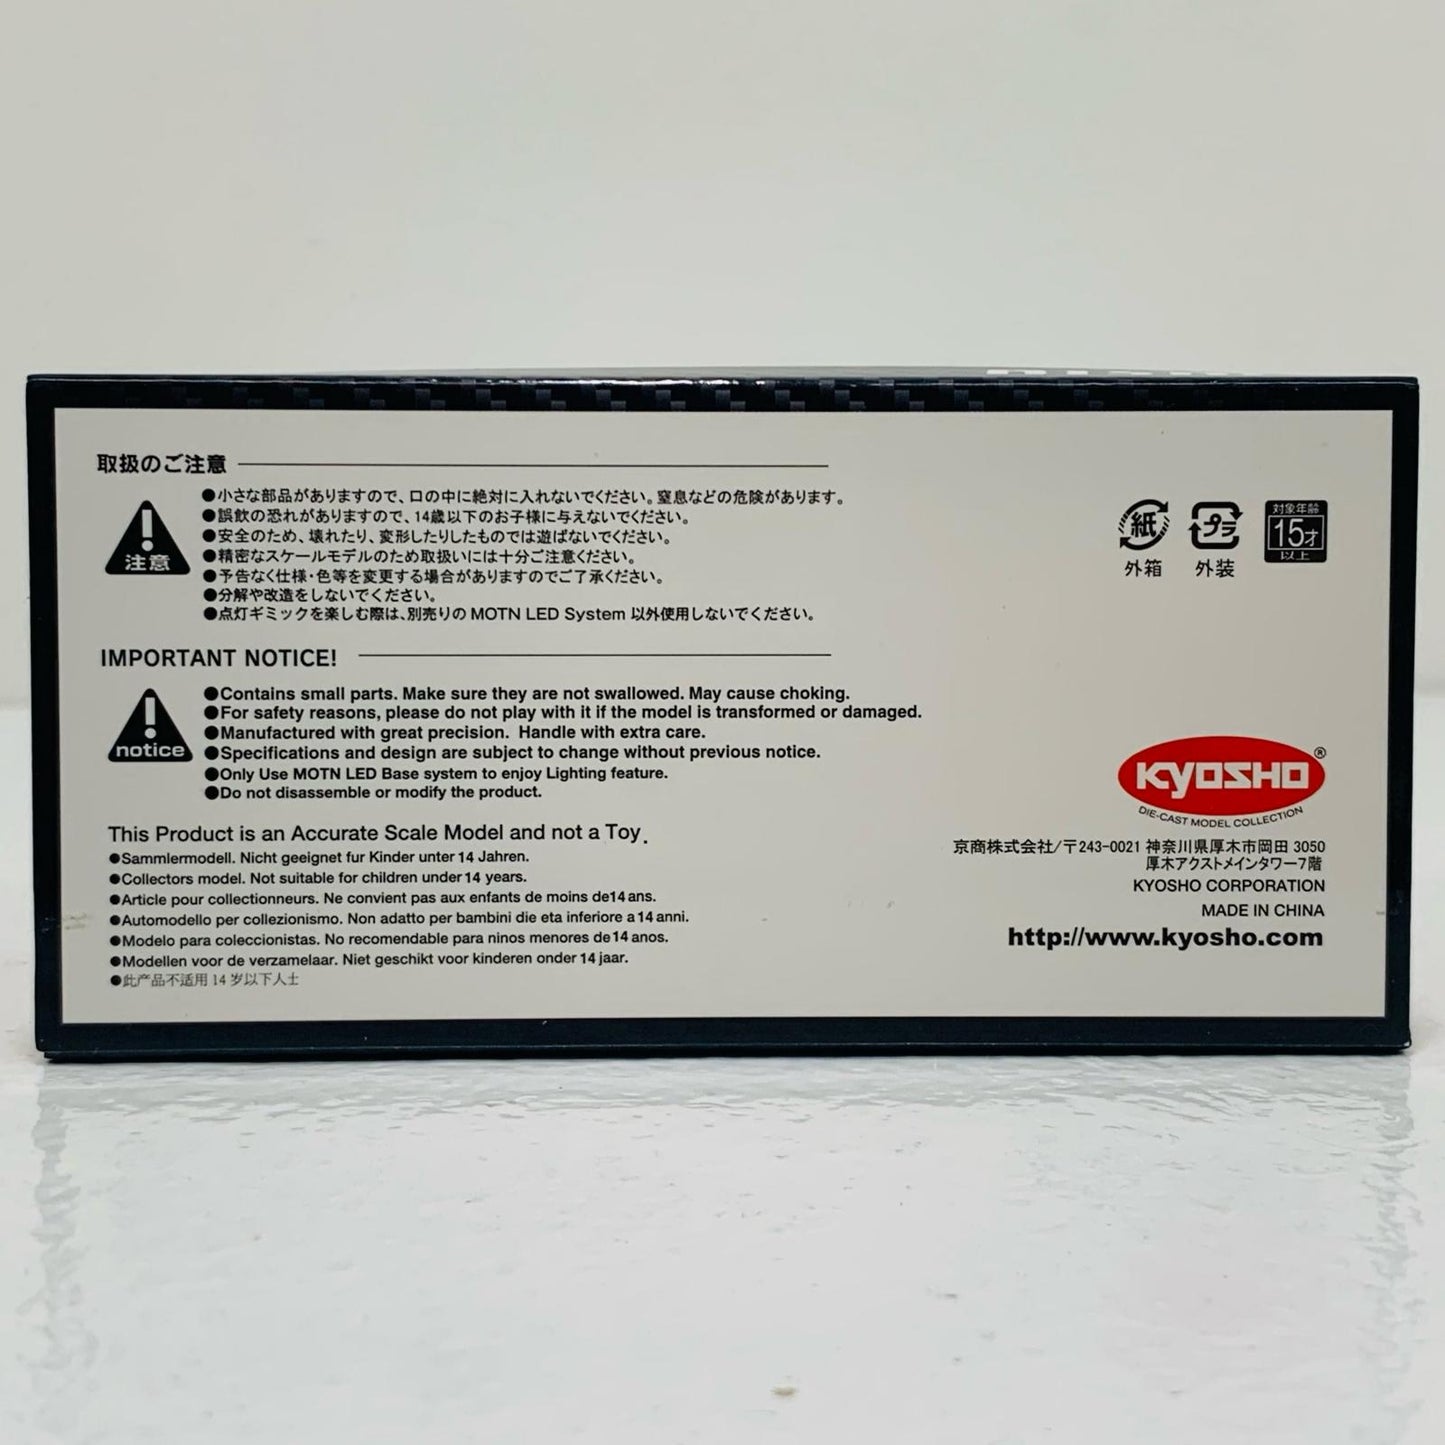 取扱のご注意
注意
●小さな部品がありますので、口の中に絶対に入れないでください。窒息などの危険があります。
●誤飲の恐れがありますので、14歳以下のお子様に与えないでください。
●安全のため、壊れたり、変形したりしたものでは遊ばないでください。
●精密なスケールモデルのため取扱いには十分ご注意ください。
●予告なく仕様・色等を変更する場合がありますのでご了承ください。
●分解や改造をしないでください。
●点灯ギミックを楽しむ際は、別売りの MOTN LED System 以外使用しないでください。
IMPORTANT NOTICE!
notice
●Contains small parts. Make sure they are not swallowed. May cause choking.
●For safety reasons, please do not play with it if the model is transformed or damaged.
●Manufactured with great precision. Handle with extra care.
●Specifications and design are subject to change without previous notice.
●Only Use MOTN LED Base system to enjoy Lighting feature.
●Do not disassemble or modify the product.
This Product is an Accurate Scale Model and not a Toy.
●Sammlermodell. Nicht geeignet fur Kinder unter 14 Jahren.
●Collectors model. Not suitable for children under 14 years.
●Article pour collectionneurs. Ne convient pas aux enfants de moins de14 ans.
●Automodello per collezionismo. Non adatto per bambini die eta inferiore a 14 anni.
●Modelo para coleccionistas. No recomendable para ninos menores de 14 anos.
●Modellen voor de verzamelaar. Niet geschikt voor kinderen onder 14 jaar.
●此产品不适用 14 岁以下人士
紙
外箱
プラ
外装
対象年齢
15才
以上
KYOSHO®
DIE-CAST MODEL COLLECTION
京商株式会社/〒243-0021 神奈川県厚木市岡田 3050
厚木アクストメインタワー7階
KYOSHO CORPORATION
MADE IN CHINA
http://www.kyosho.com